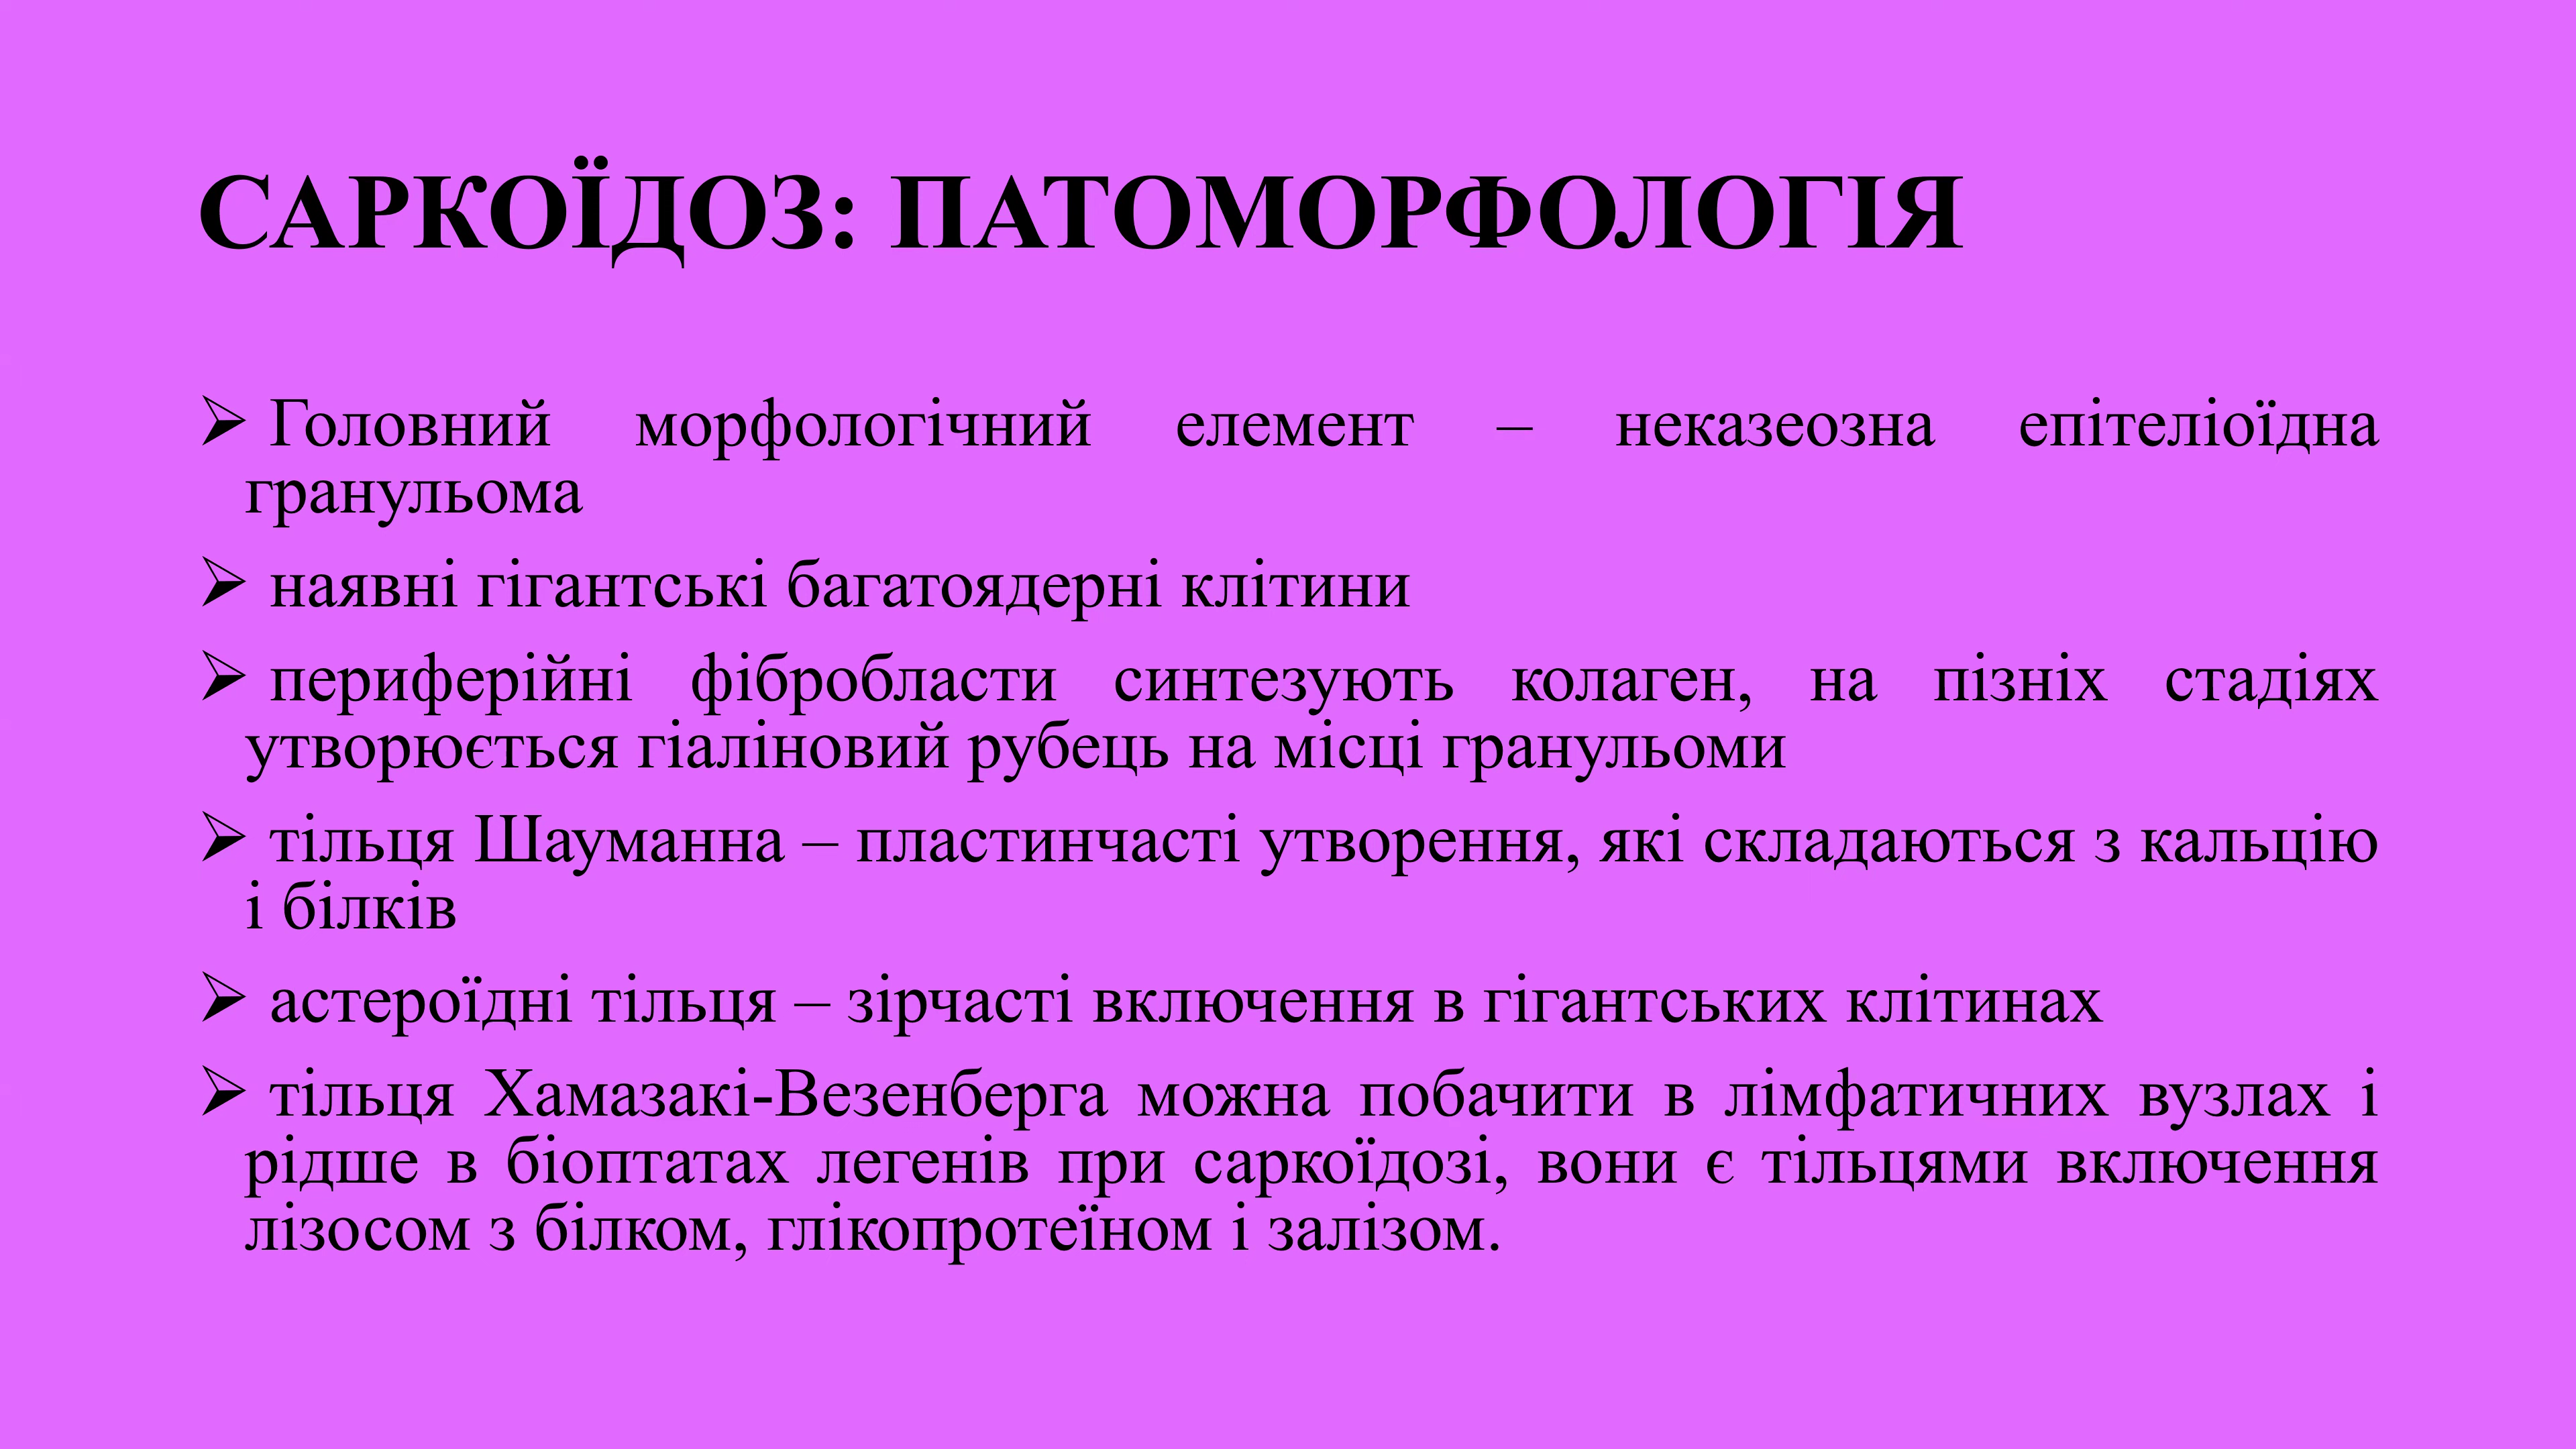 САРКОЇДОЗ: ПАТОМОРФОЛОГІЯ
➢ Головний морфологічний елемент – неказеозна епітеліоїдна
гранульома
➢ наявні гігантські багатоядерні клітини
➢ периферійні фібробласти синтезують колаген, на пізніх стадіях
утворюється гіаліновий рубець на місці гранульоми
➢ тільця Шауманна – пластинчасті утворення, які складаються з кальцію
і білків
➢ астероїдні тільця – зірчасті включення в гігантських клітинах
➢ тільця Хамазакі-Везенберга можна побачити в лімфатичних вузлах і
рідше в біоптатах легенів при саркоїдозі, вони є тільцями включення
лізосом з білком, глікопротеїном і залізом.